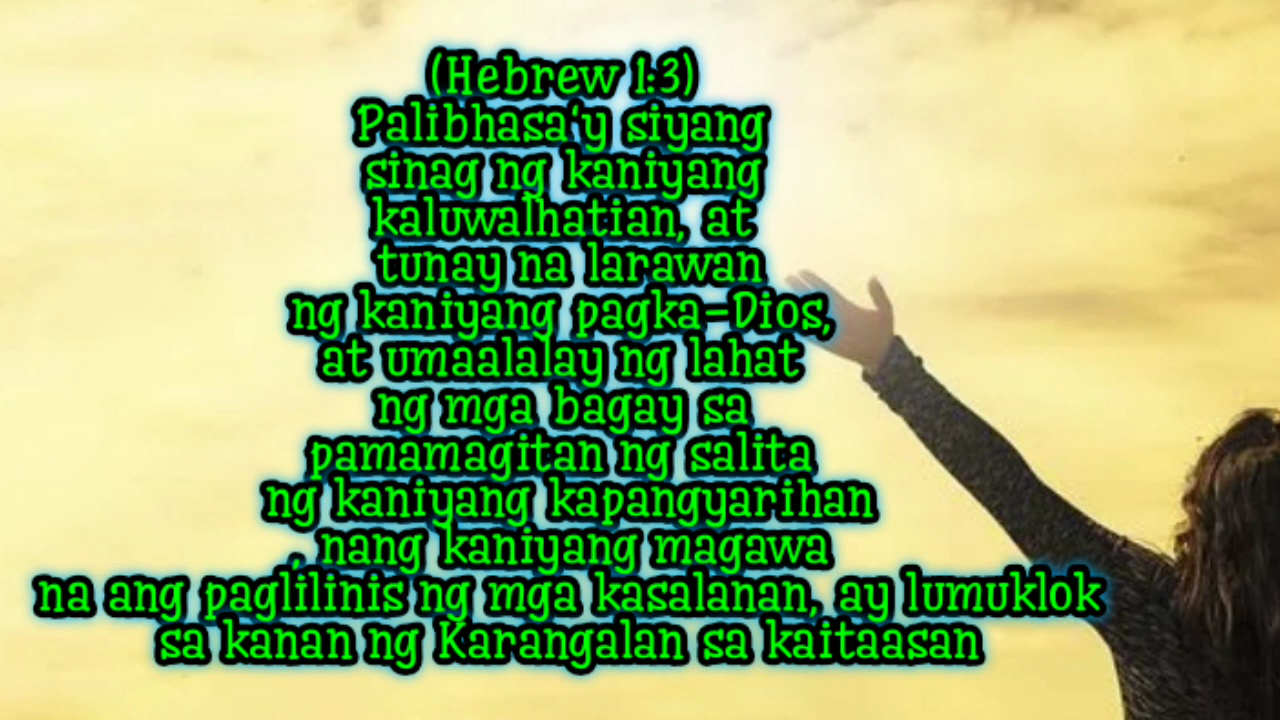 (Hebrew 1:3)
Palibhasa'y siyang
sinag ng kaniyang
kaluwalhatian, at
tunay na larawan
ng kaniyang pagka-Dios,
at umaalalay ng lahat
ng mga bagay sa
pamamagitan ng salita
ng kaniyang kapangyarihan
, nang kaniyang magawa
na ang paglilinis ng mga kasalanan, ay lumuklok
sa kanan ng Karangalan sa kaitaasan